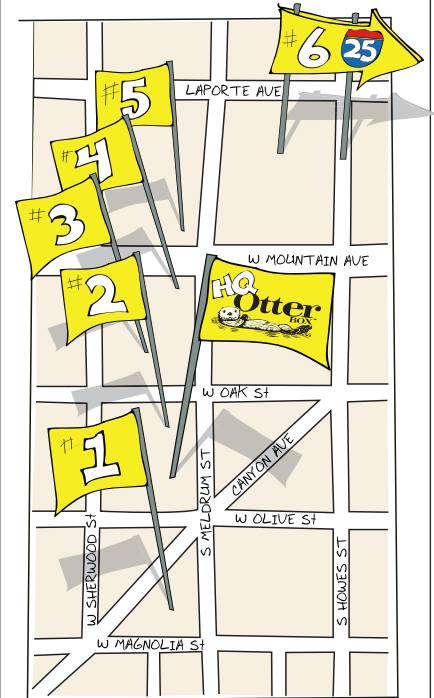 #6 25
#5
LAPORTE AVE
#4
#3
W MOUNTAIN AVE
#2
HQ
Otter
BOX
W OAK St
#1
CANYON AVE
S MELDRUM ST
W OLIVE St
W SHERWOOD St
S HOWES ST
W MAGNOLIA St